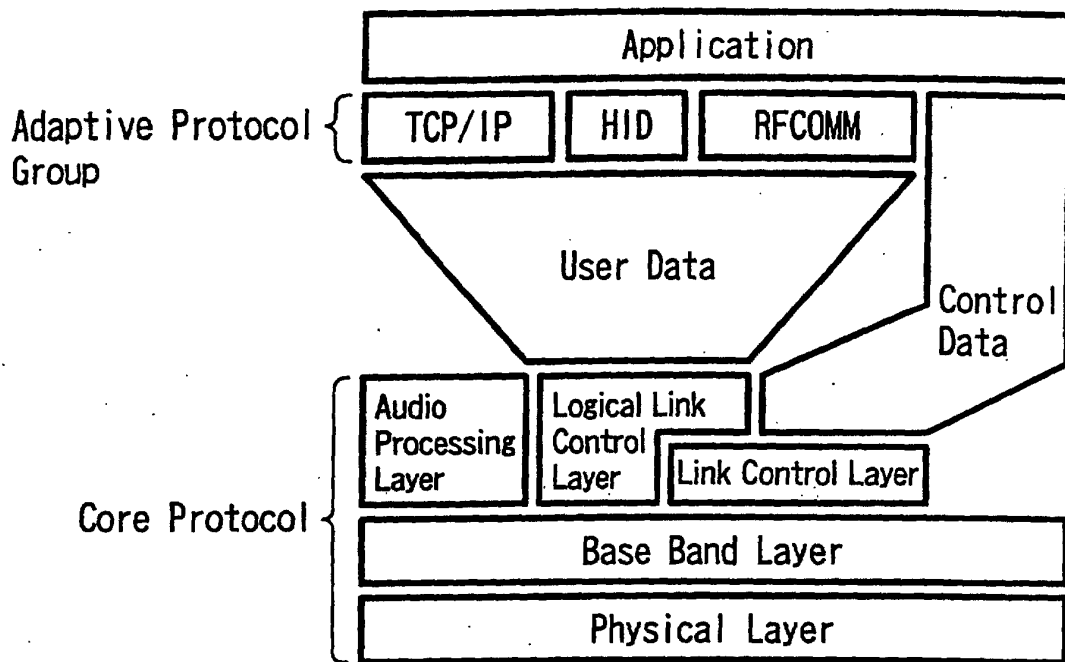 Application
Adaptive Protocol
Group
TCP/IP
HID
RFCOMM
User Data
Control
Data
Audio
Processing
Layer
Logical Link
Control
Layer
Link Control Layer
Core Protocol
Base Band Layer
Physical Layer